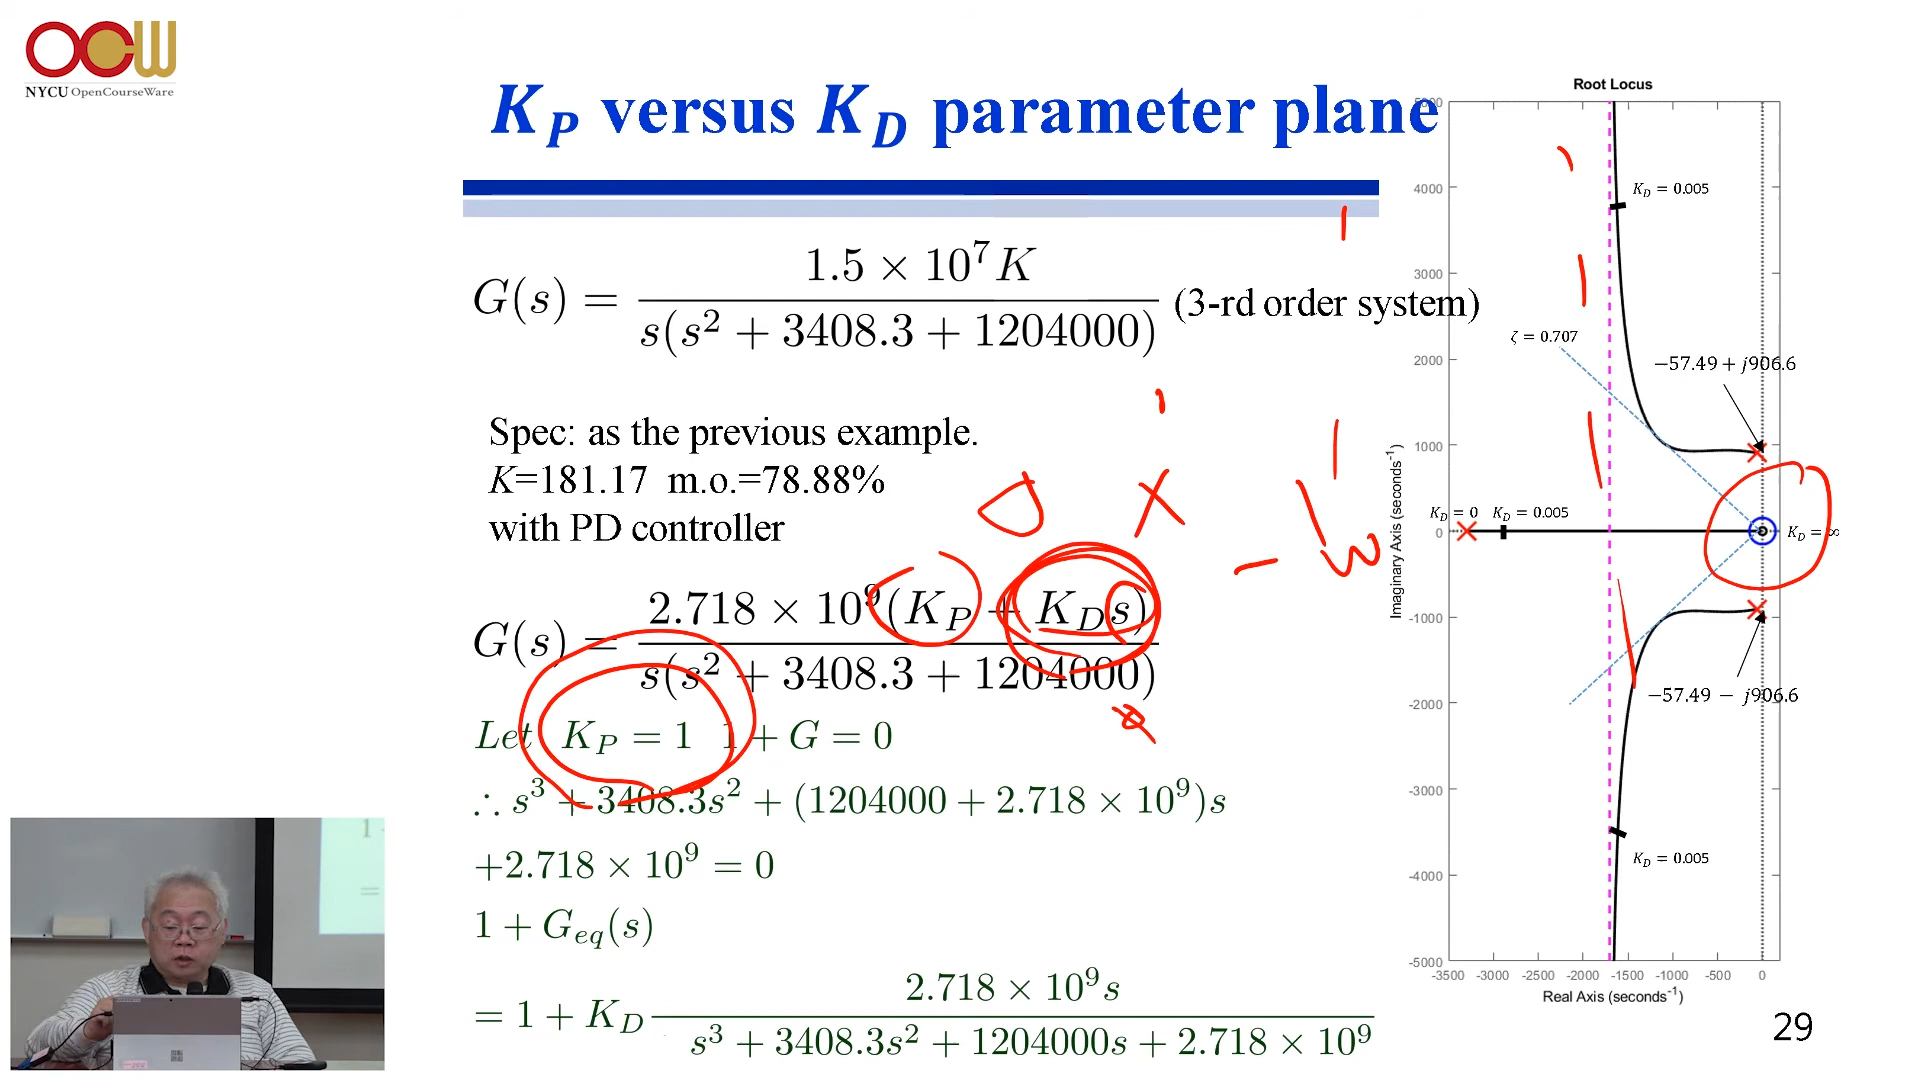 OCW
NYCU OpenCourseWare
K_P versus K_D parameter plane
G(s) = \frac{1.5 × 10^7 K}{s(s^2 + 3408.3 + 1204000)} (3-rd order system)
Spec: as the previous example.
K=181.17 m.o.=78.88%
with PD controller
G(s) = \frac{2.718 × 10^9(K_P + K_D s)}{s(s^2 + 3408.3 + 1204000)}
Let K_P = 1 1 + G = 0
∴ s^3 + 3408.3s^2 + (1204000 + 2.718 × 10^9)s
+2.718 × 10^9 = 0
1 + G_{eq}(s)
= 1 + K_D \frac{2.718 × 10^9 s}{s^3 + 3408.3s^2 + 1204000s + 2.718 × 10^9}
Root Locus
5000
4000
3000
2000
1000
0
-1000
-2000
-3000
-4000
-5000
Imaginary Axis (seconds^{-1})
K_D = 0.005
ζ = 0.707
−57.49 + j906.6
K_D = 0 K_D = 0.005
K_D = ∞
−57.49 − j906.6
K_D = 0.005
-3500 -3000 -2500 -2000 -1500 -1000 -500 0
Real Axis (seconds^{-1})
29